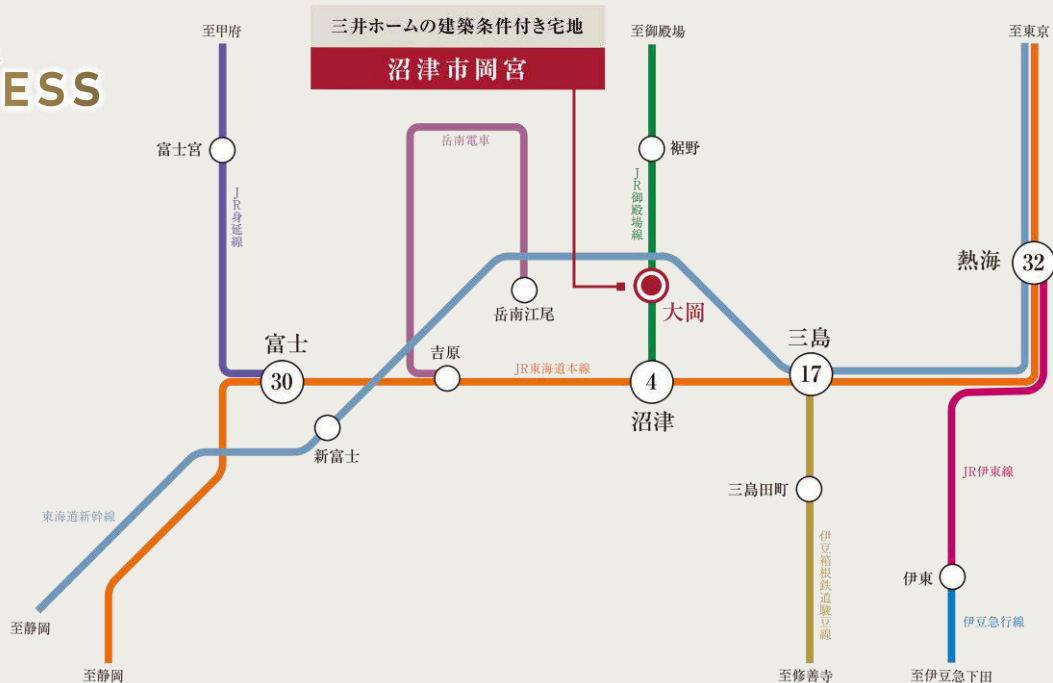 ESS
三井ホームの建築条件付き宅地
沼津市岡宮
至甲府
至御殿場
至東京
富士宮
岳南電車
裾野
JR身延線
JR御殿場線
熱海
32
岳南江尾
大岡
富士
30
吉原
JR東海道本線
4
沼津
三島
17
新富士
三島田町
JR伊東線
東海道新幹線
伊豆箱根鉄道駿豆線
伊東
伊豆急行線
至静岡
至静岡
至修善寺
至伊豆急下田